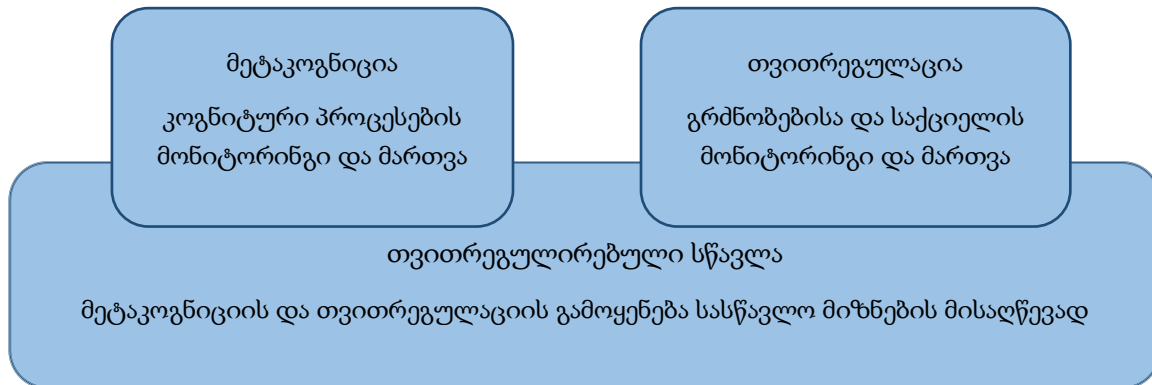 მეტაკოგნიცია
კოგნიტური პროცესების
მონიტორინგი და მართვა
თვითრეგულაცია
გრძნობებისა და საქციელის
მონიტორინგი და მართვა
თვითრეგულირებული სწავლა
მეტაკოგნიციის და თვითრეგულაციის გამოყენება სასწავლო მიზნების მისაღწევად